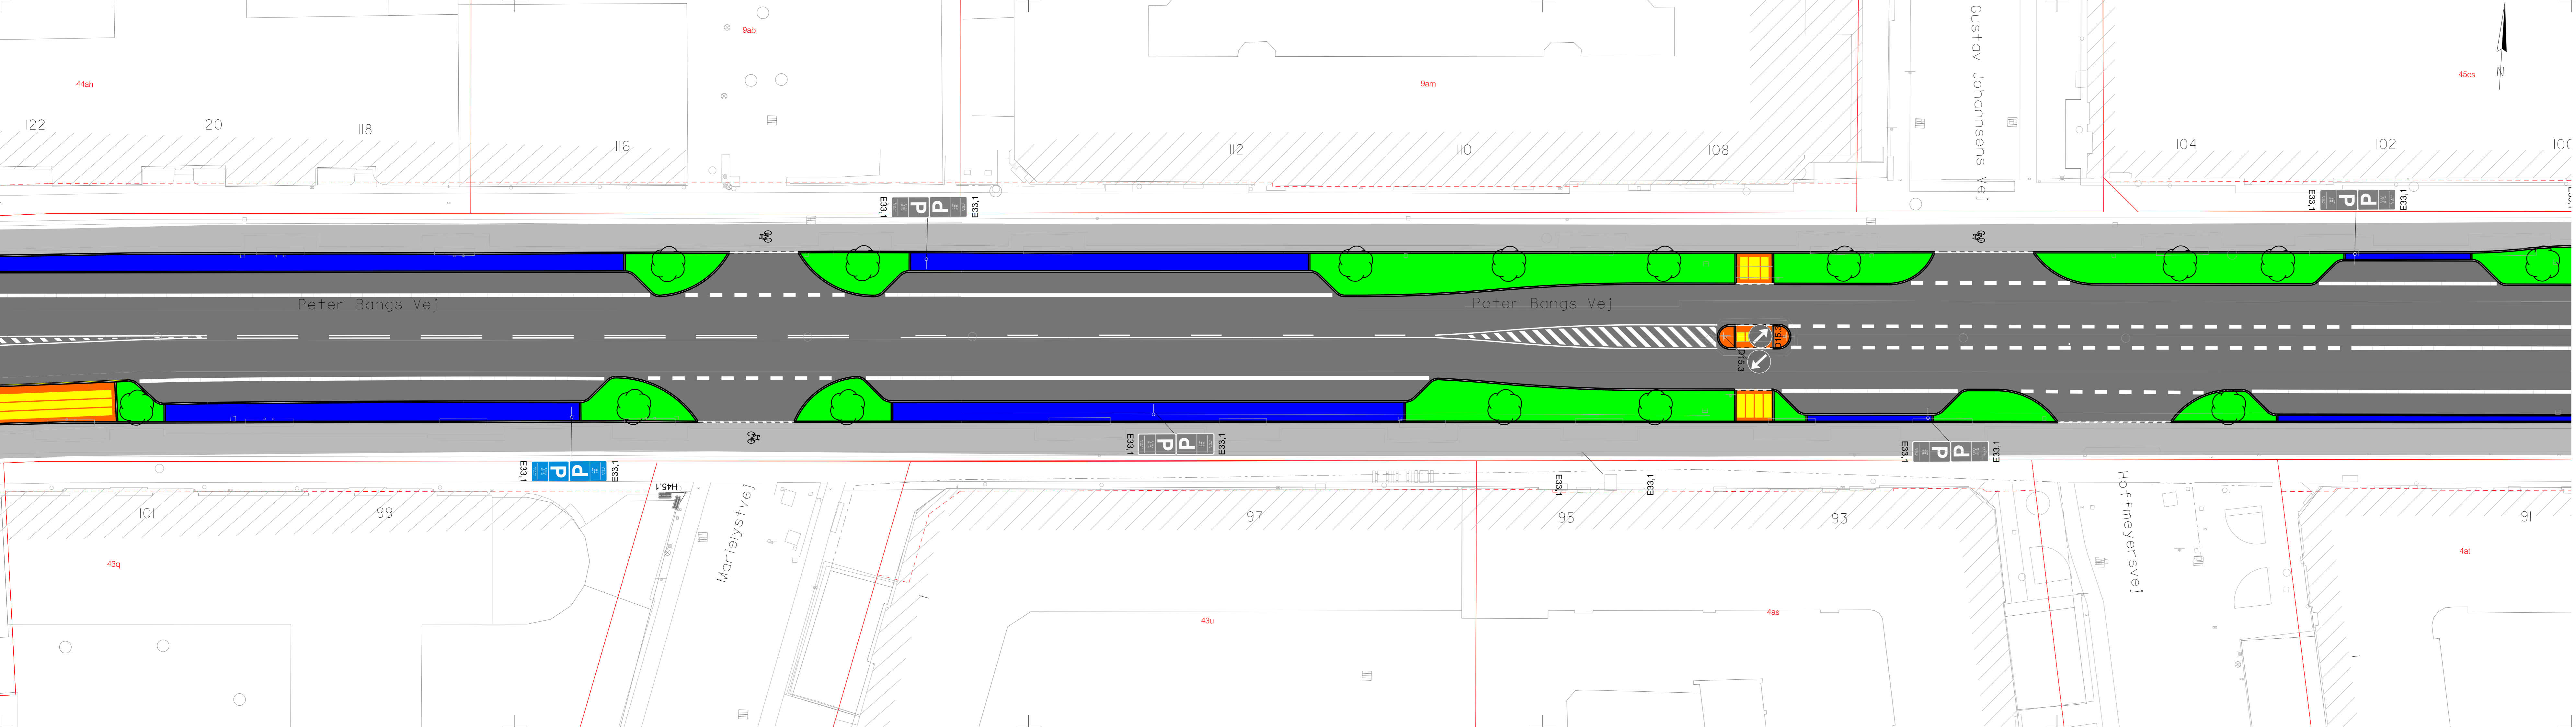 9ab
Gustav Johannsens Vej
44ah
9am
45cs
N
122
120
118
116
112
110
108
104
102
100
E33,1
P
P
E33,1
E33,1
P
P
E33,1
Peter Bangs Vej
Peter Bangs Vej
D15.3
D15.3
E33,1
P
P
E33,1
E33,1
P
P
E33,1
E33,1
P
P
E33,1
E33,1
E33,1
H45.1
101
99
Marielystvej
97
95
93
Hoffmeyersvej
91
43q
43u
4as
4at